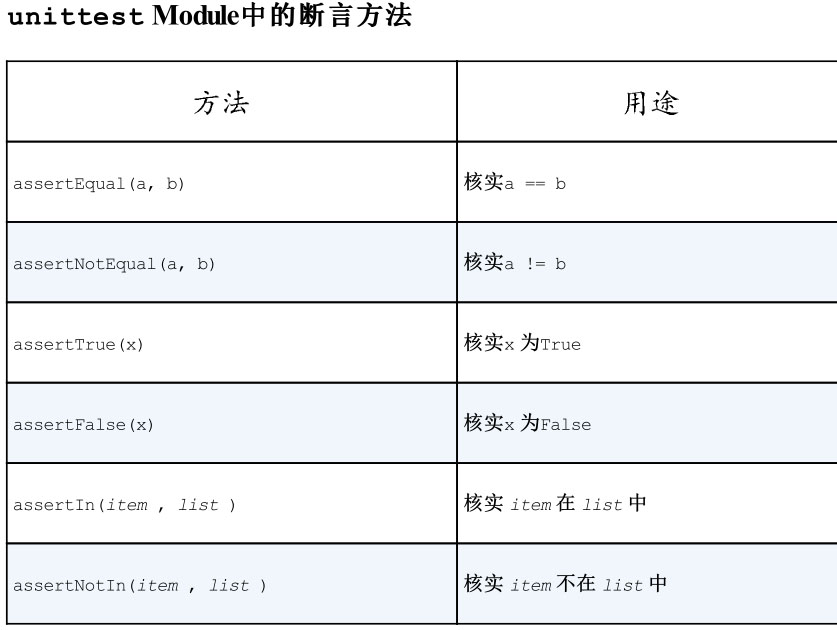 unittest Module中的断言方法
方法 用途
assertEqual(a, b) 核实a == b
assertNotEqual(a, b) 核实a != b
assertTrue(x) 核实x 为True
assertFalse(x) 核实x 为False
assertIn(item , list ) 核实 item 在 list 中
assertNotIn(item , list ) 核实 item 不在 list 中